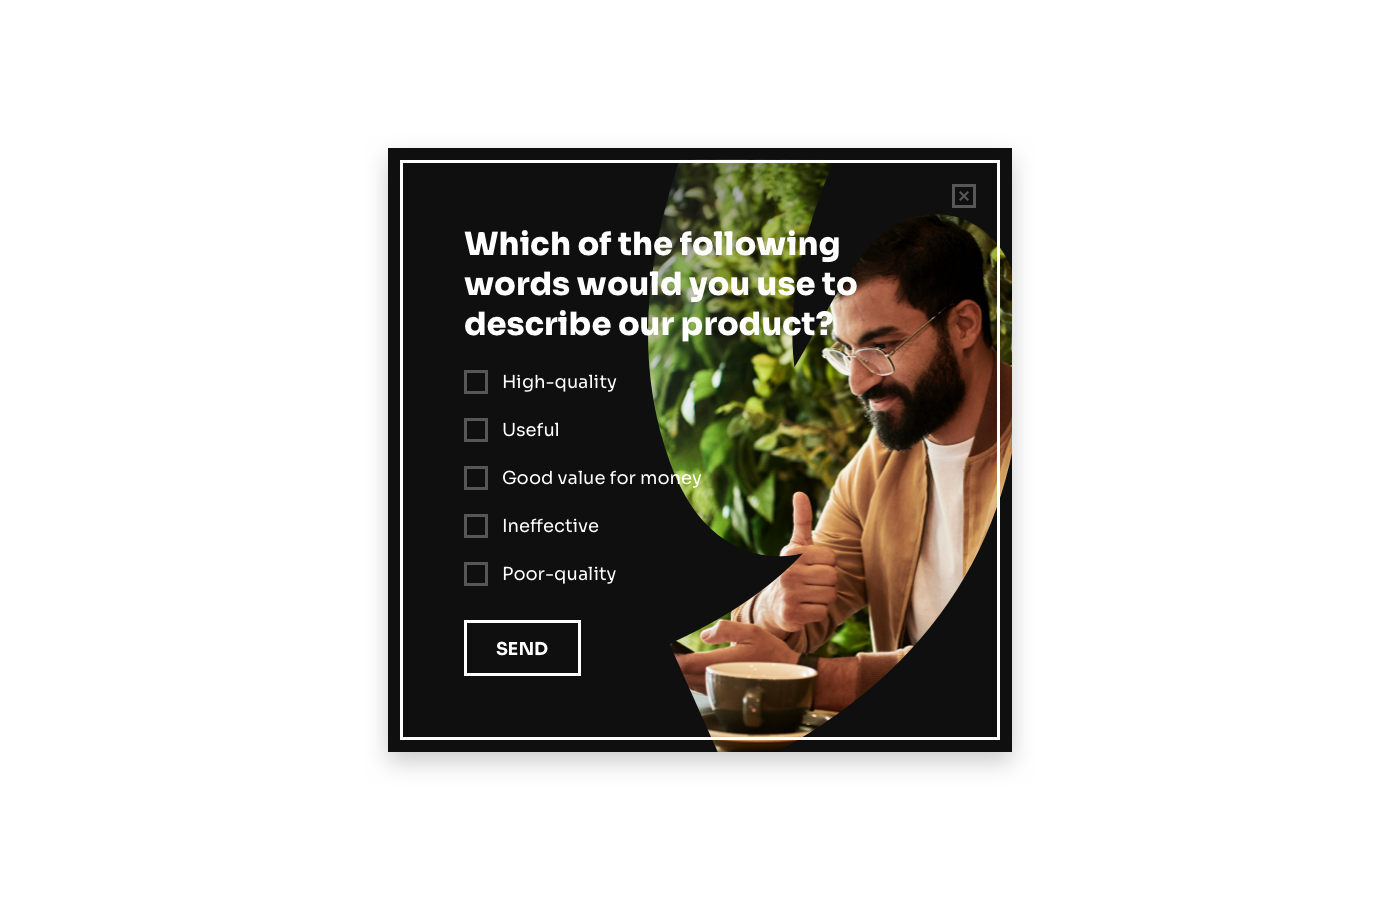 Which of the following
words would you use to
describe our product?
High-quality
Useful
Good value for money
Ineffective
Poor-quality
SEND